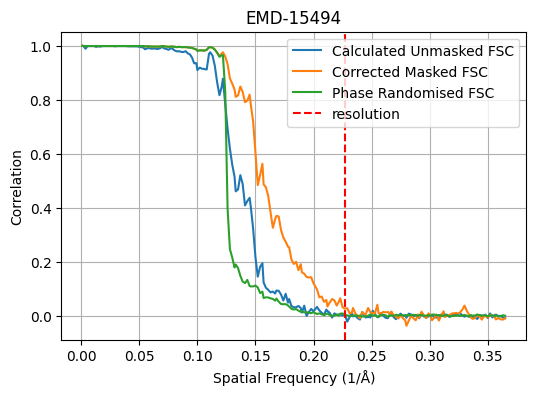 EMD-15494
Correlation
1.0
0.8
0.6
0.4
0.2
0.0
Calculated Unmasked FSC
Corrected Masked FSC
Phase Randomised FSC
resolution
0.00 0.05 0.10 0.15 0.20 0.25 0.30 0.35
Spatial Frequency (1/Å)